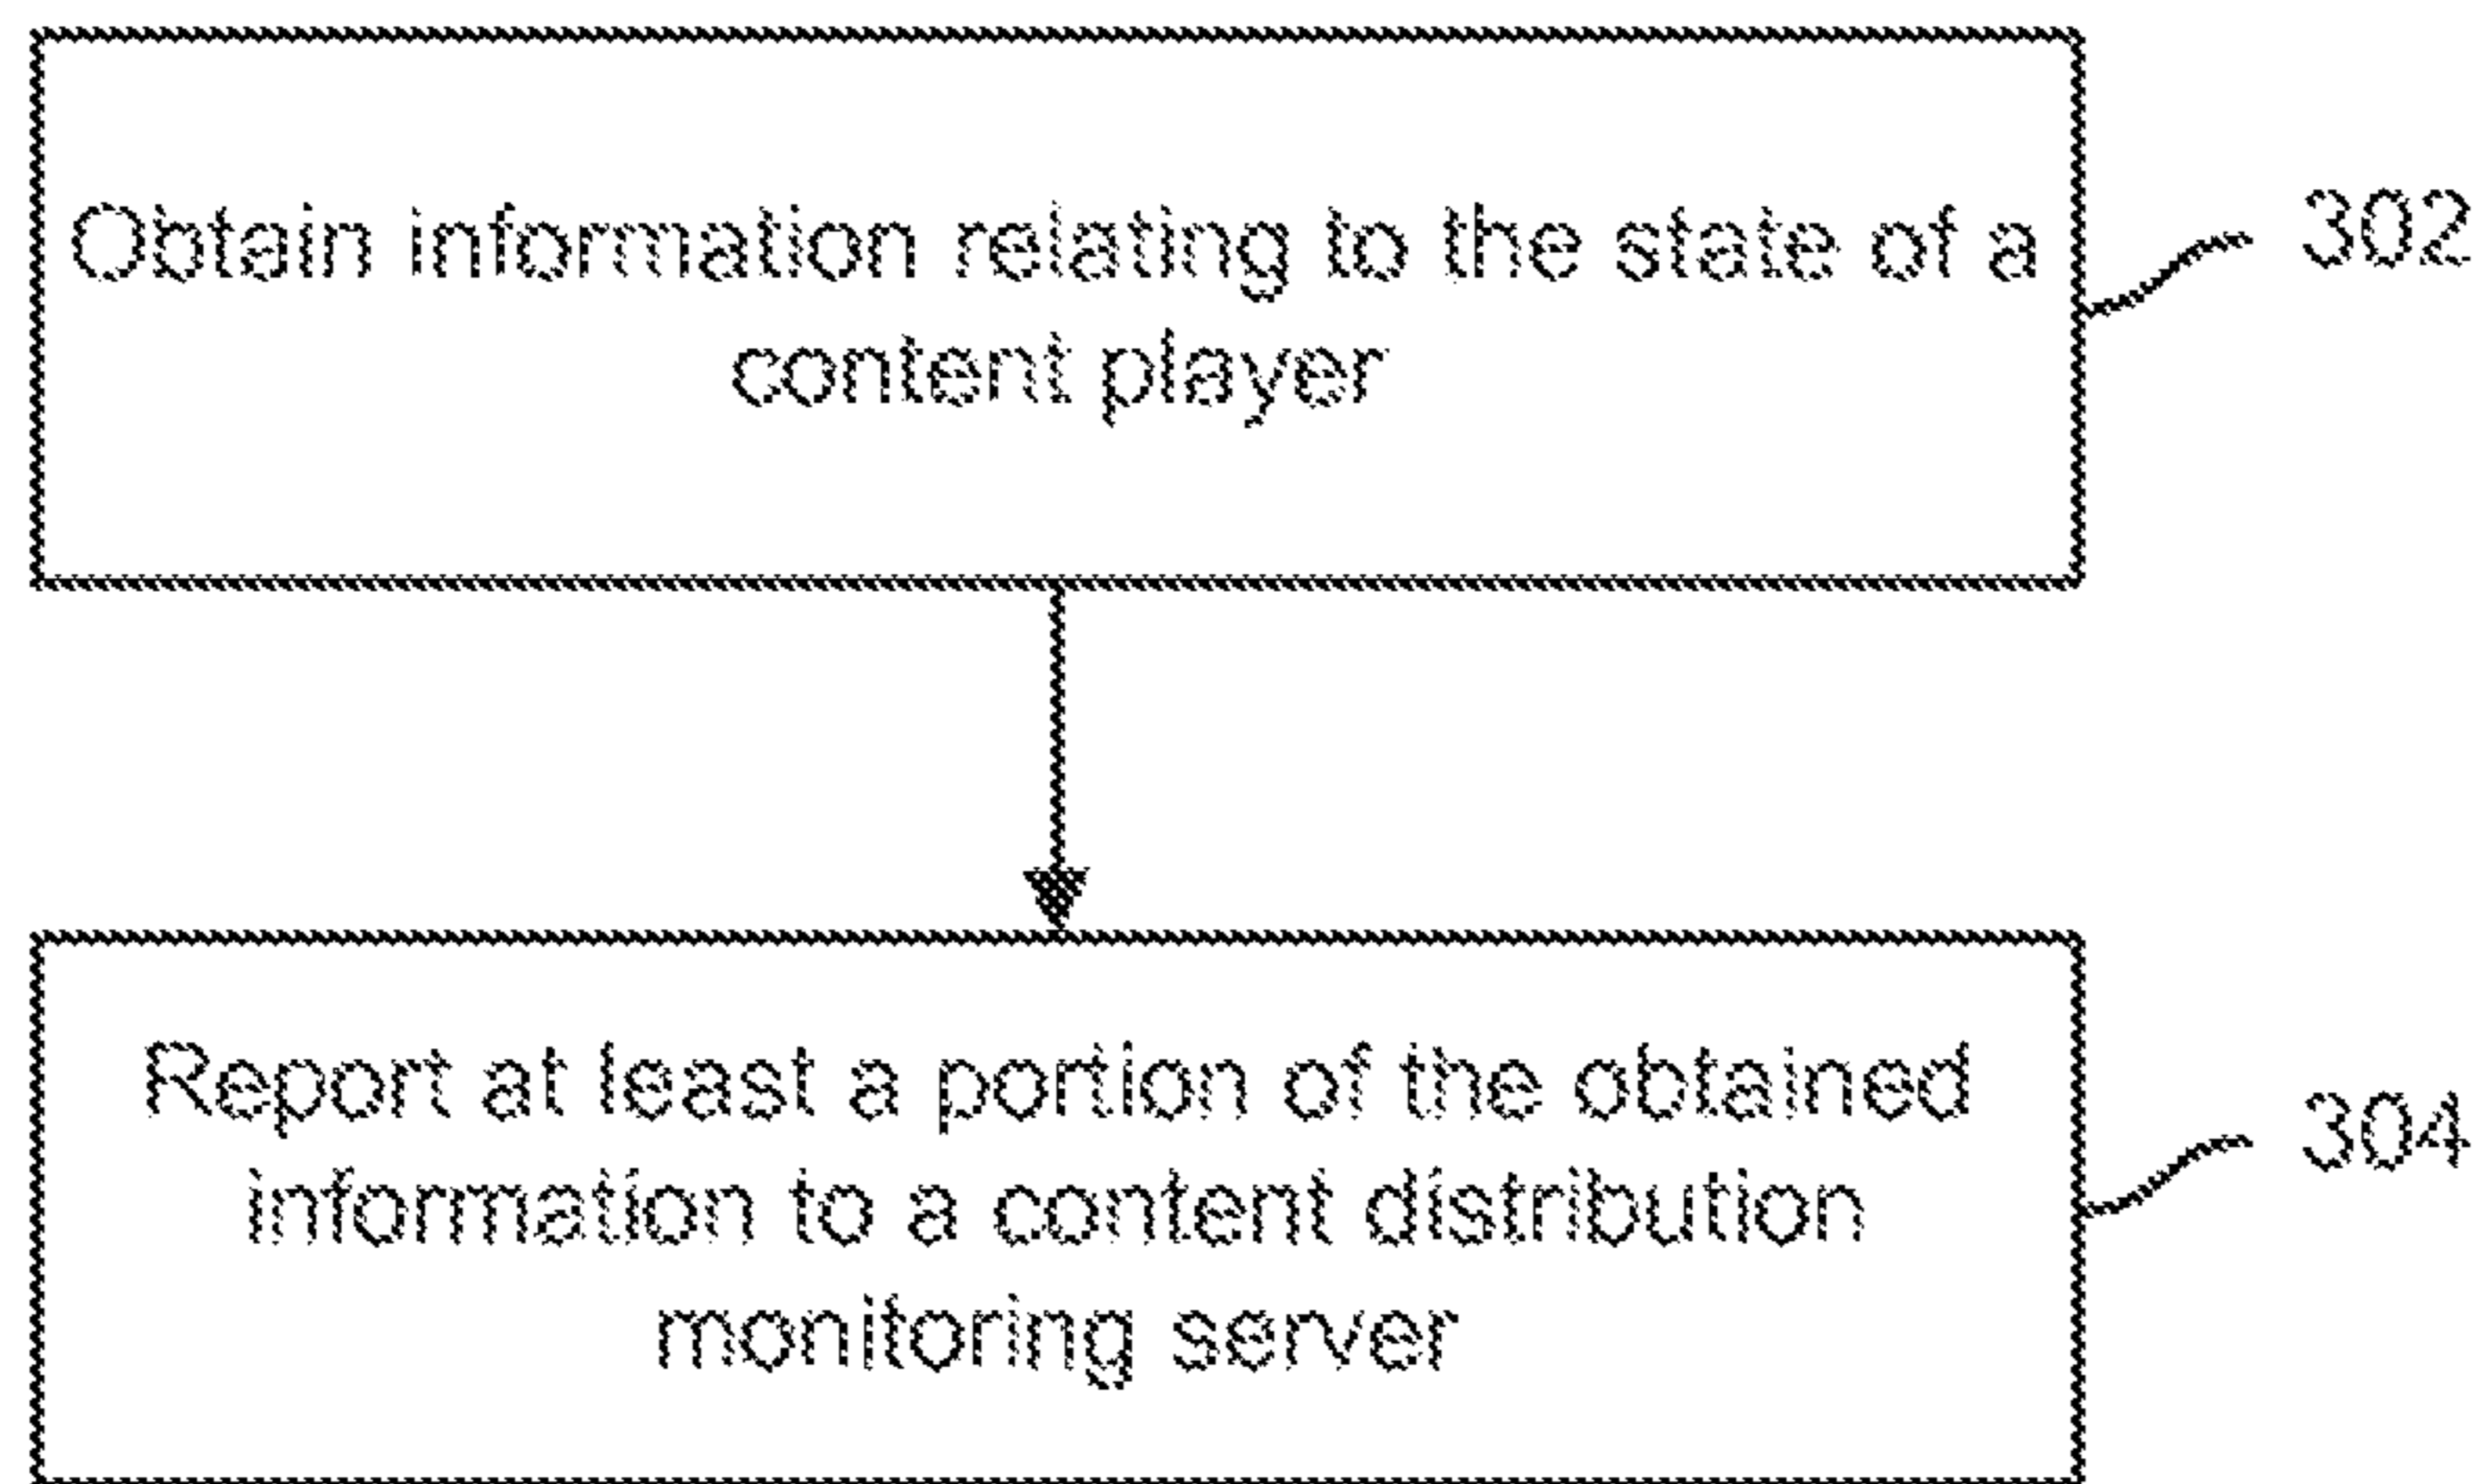 Obtain information relating to the state of a
content player
302
Report at least a portion of the obtained
information to a content distribution
monitoring server
304